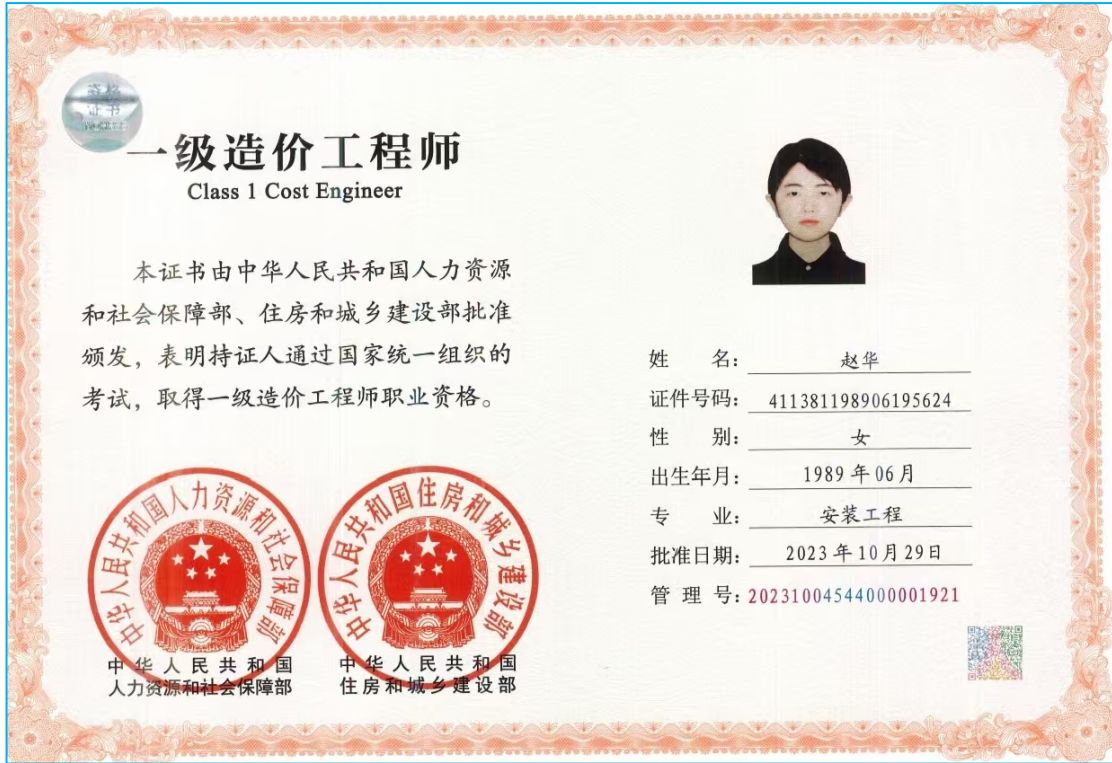 资格
证书
一级造价工程师
Class 1 Cost Engineer
本证书由中华人民共和国人力资源
和社会保障部、住房和城乡建设部批准
颁发，表明持证人通过国家统一组织的
考试，取得一级造价工程师职业资格。
中华人民共和国人力资源和社会保障部
中华人民共和国
人力资源和社会保障部
中华人民共和国住房和城乡建设部
中华人民共和国
住房和城乡建设部
姓 名： 赵华
证件号码： 411381198906195624
性 别： 女
出生年月： 1989年06月
专 业： 安装工程
批准日期： 2023年10月29日
管 理 号：20231004544000001921